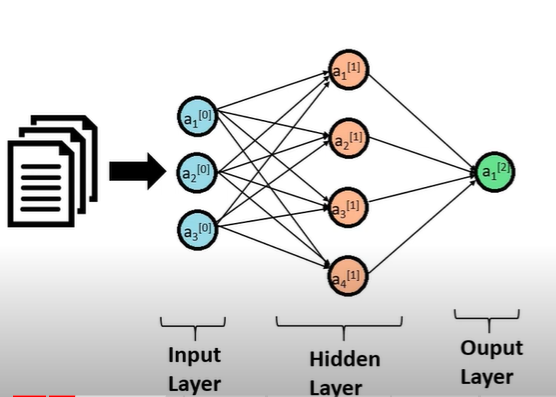 a₁[0]
a₂[0]
a₃[0]
a₁[1]
a₂[1]
a₃[1]
a₄[1]
a₁[2]
Input
Layer
Hidden
Layer
Ouput
Layer